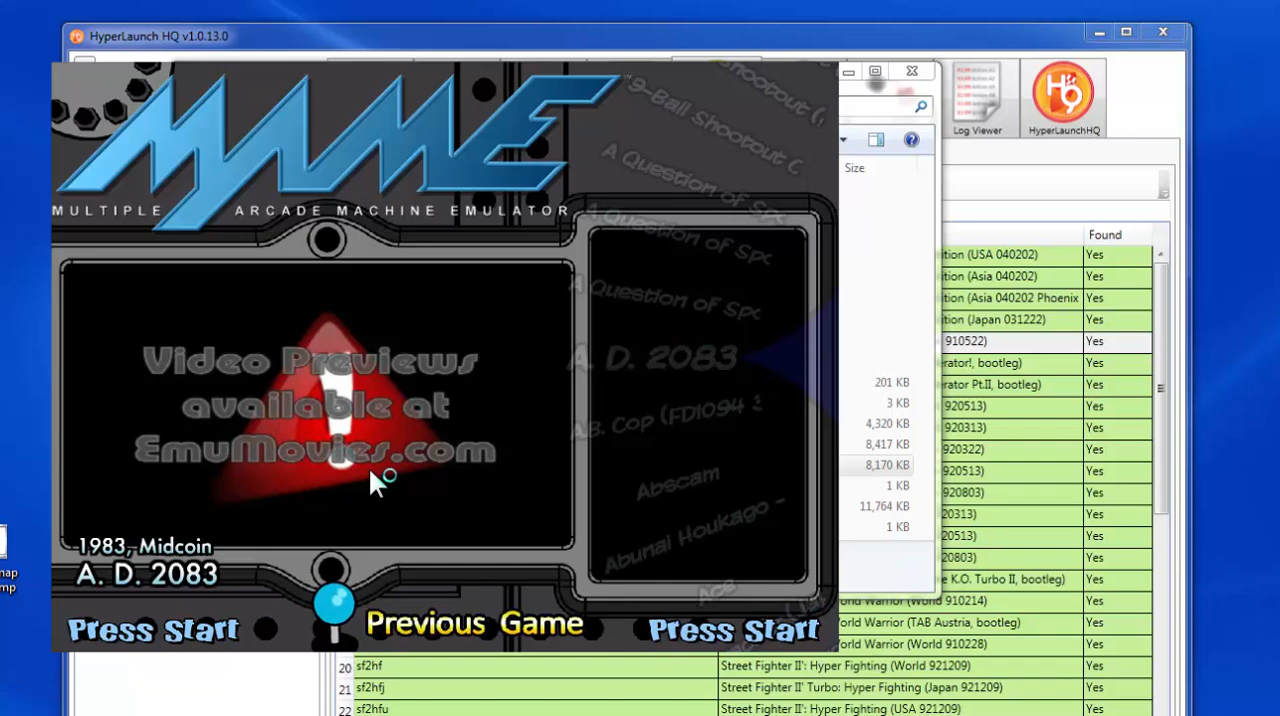 HyperLaunch HQ v1.0.13.0
MAME
MULTIPLE ARCADE MACHINE EMULATOR
9-Ball Shootout (
A Question of
A Question of Spo
A Question of Spo
A Question of Spo
A. D. 2083
A.B. Cop (FD1094
Abscam
Abunai Houkago -
Ace
Video Previews
available at
EmuMovies.com
1983, Midcoin
A. D. 2083
Press Start
Previous Game
Press Start
Log Viewer
HQ
HyperLaunchHQ
Size
201 KB
3 KB
4,320 KB
8,417 KB
8,170 KB
1 KB
11,764 KB
1 KB
Found
ition (USA 040202) Yes
ition (Asia 040202) Yes
ition (Asia 040202 Phoenix Yes
ition (Japan 031222) Yes
910522) Yes
erator!, bootleg) Yes
erator Pt.II, bootleg) Yes
920513) Yes
920313) Yes
920322) Yes
920513) Yes
920803) Yes
20313) Yes
20513) Yes
20803) Yes
e K.O. Turbo II, bootleg) Yes
orld Warrior (World 910214) Yes
orld Warrior (TAB Austria, bootleg) Yes
orld Warrior (World 910228) Yes
20 sf2hf Street Fighter II': Hyper Fighting (World 921209) Yes
21 sf2hfj Street Fighter II' Turbo: Hyper Fighting (Japan 921209) Yes
22 sf2hfu Street Fighter II': Hyper Fighting (USA 921209) Yes
map
mp